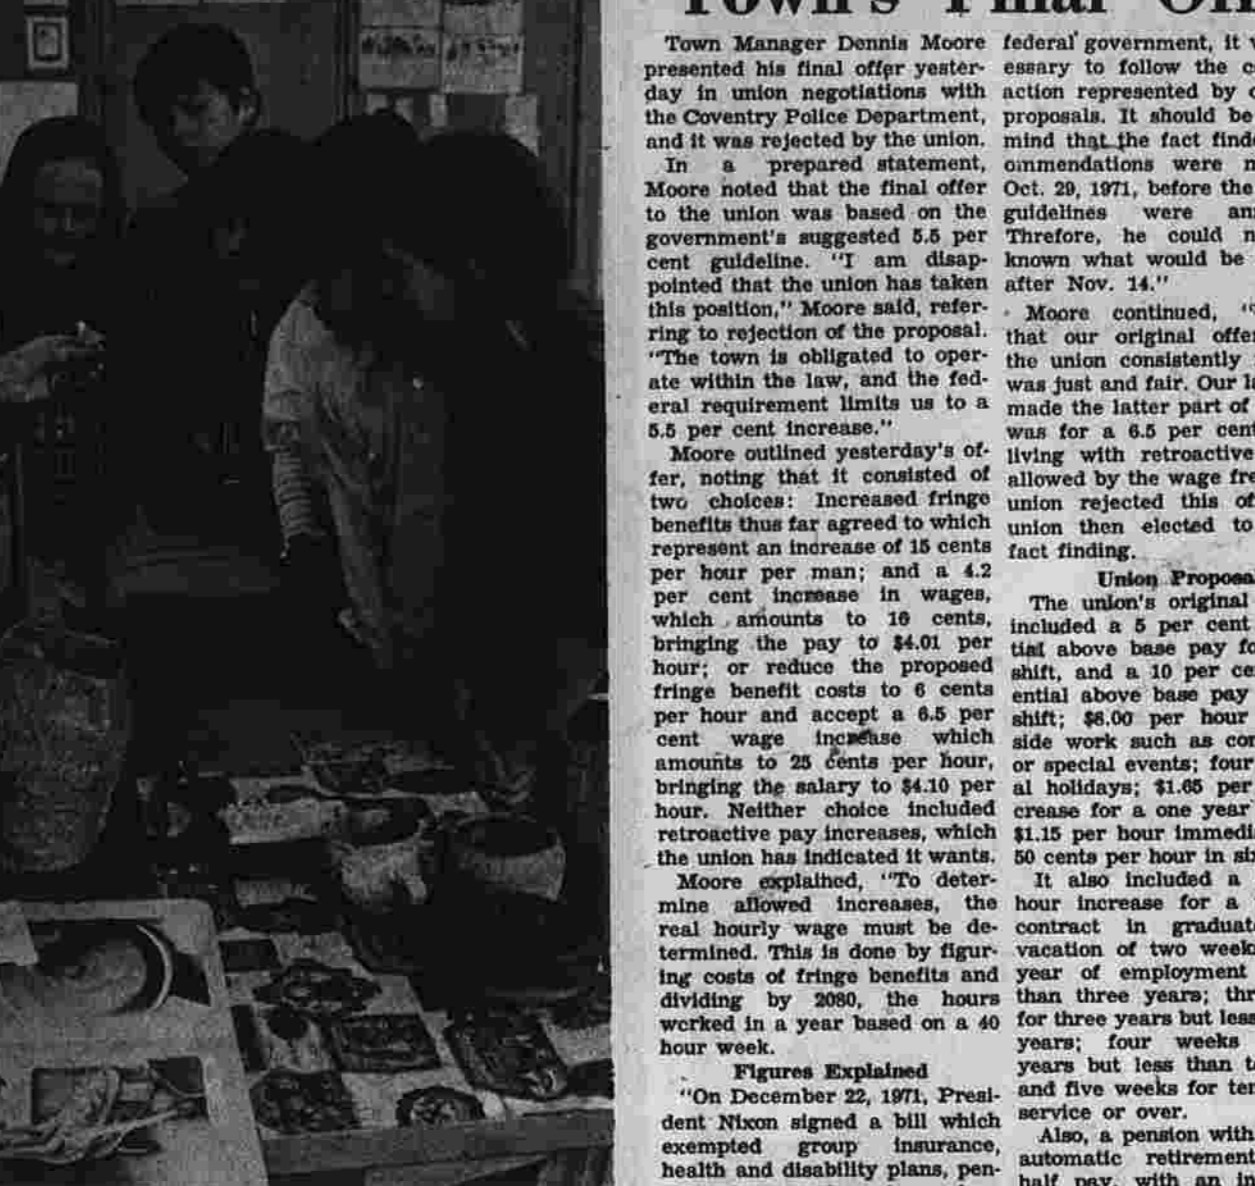 Town's Final
Town Manager Dennis Moore
presented his final offer yester-
day in union negotiations with
the Coventry Police Department,
and it was rejected by the union.
In a prepared statement,
Moore noted that the final offer
to the union was based on the
government's suggested 5.5 per
cent guideline. "I am disap-
pointed that the union has taken
this position," Moore said, refer-
ring to rejection of the proposal.
"The town is obligated to oper-
ate within the law, and the fed-
eral requirement limits us to a
5.5 per cent increase."
Moore outlined yesterday's of-
fer, noting that it consisted of
two choices: Increased fringe
benefits thus far agreed to which
represent an increase of 15 cents
per hour per man; and a 4.2
per cent increase in wages,
which amounts to 16 cents,
bringing the pay to $4.01 per
hour; or reduce the proposed
fringe benefit costs to 6 cents
per hour and accept a 6.5 per
cent wage increase which
amounts to 25 cents per hour,
bringing the salary to $4.10 per
hour. Neither choice included
retroactive pay increases, which
the union has indicated it wants.
Moore explained, "To deter-
mine allowed increases, the
real hourly wage must be de-
termined. This is done by figur-
ing costs of fringe benefits and
dividing by 2080, the hours
worked in a year based on a 40
hour week.
Figures Explained
"On December 22, 1971, Presi-
dent Nixon signed a bill which
exempted group insurance,
health and disability plans, pen-
federal government, it
essary to follow the
action represented by
proposals. It should be
mind that the fact
ommendations were
Oct. 29, 1971, before the
guidelines were
Threfore, he could
known what would be
after Nov. 14."
Moore continued,
that our original
the union consistently
was just and fair. Our
made the latter part of
was for a 6.5 per cent
living with retroactive
allowed by the wage
union rejected this
union then elected to
fact finding.
Union
The union's original
included a 5 per cent
tial above base pay
shift, and a 10 per
ential above base pay
shift; $8.00 per hour
side work such as
or special events; four
al holidays; $1.65 per
crease for a one year
$1.15 per hour
50 cents per hour in
It also included a
hour increase for a
contract in
vacation of two
year of employment
than three years;
for three years but less
years; four weeks
years but less than
and five weeks for
service or over.
Also, a pension with
automatic retirement
half pay, with an